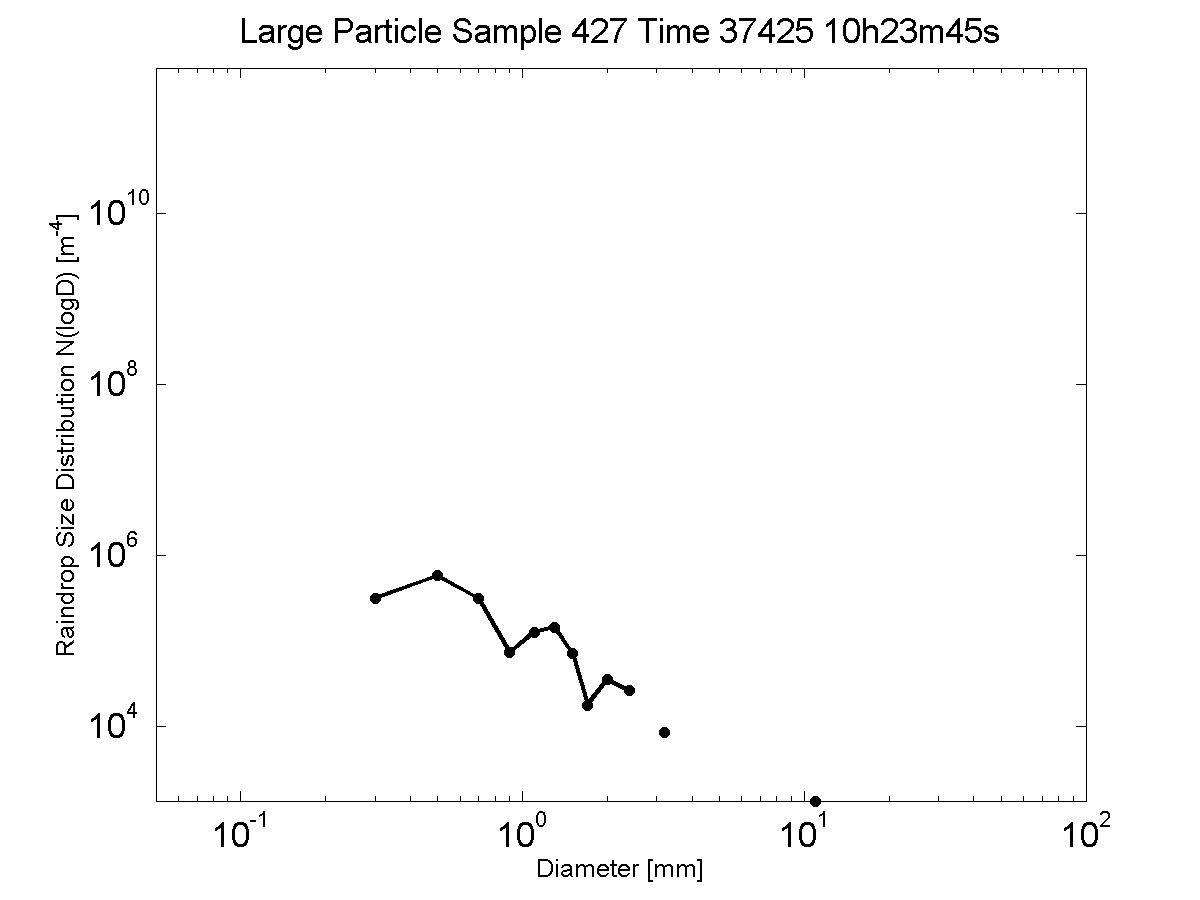 Large Particle Sample 427 Time 37425 10h23m45s
Raindrop Size Distribution N(logD) [m-4]
10^10
10^8
10^6
10^4
10^-1
10^0
10^1
10^2
Diameter [mm]